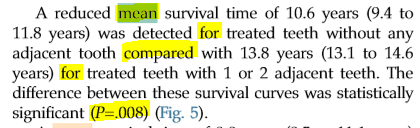 A reduced mean survival time of 10.6 years (9.4 to
11.8 years) was detected for treated teeth without any
adjacent tooth compared with 13.8 years (13.1 to 14.6
years) for treated teeth with 1 or 2 adjacent teeth. The
difference between these survival curves was statistically
significant (P=.008) (Fig. 5).